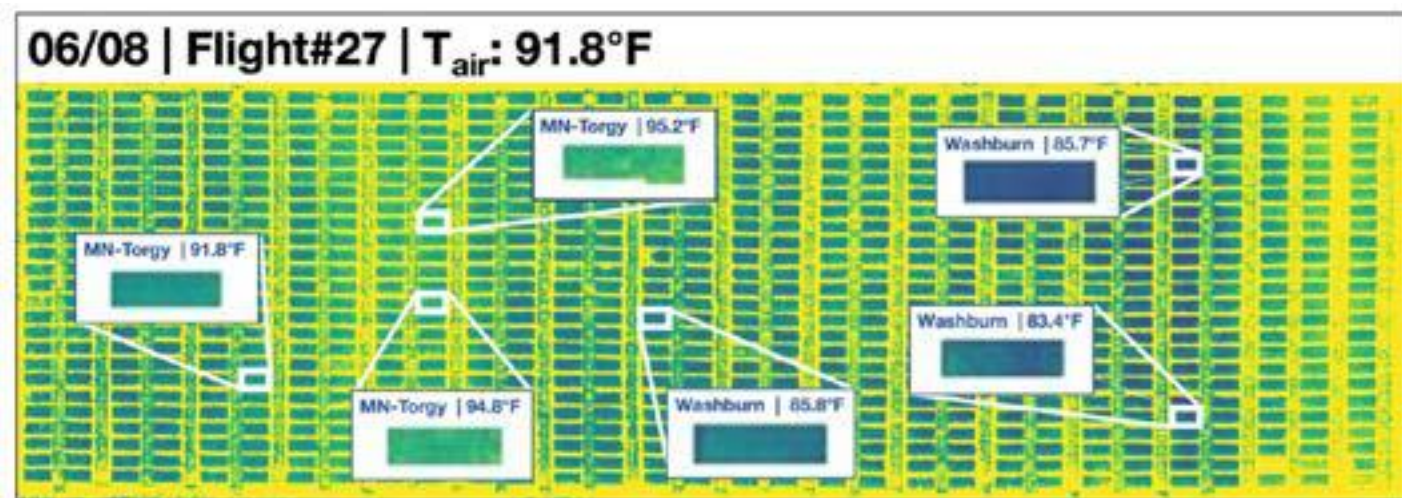 06/08 | Flight#27 | Tair: 91.8°F
MN-Torgy | 95.2°F
Washburn | 85.7°F
MN-Torgy | 91.8°F
Washburn | 83.4°F
MN-Torgy | 94.8°F
Washburn | 85.8°F